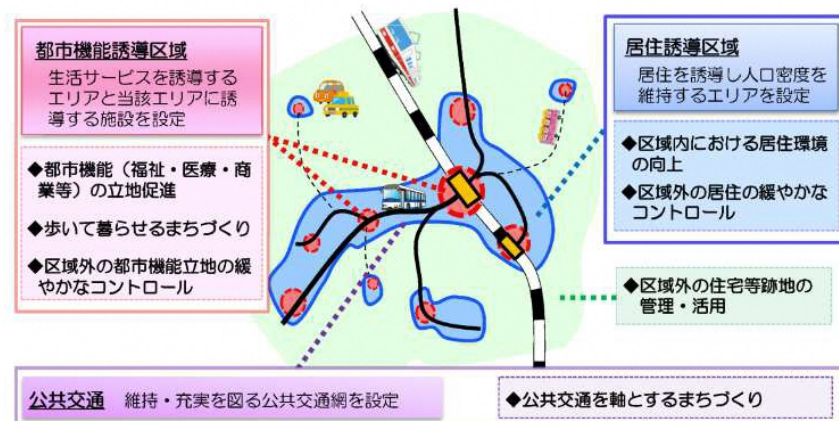 都市機能誘導区域
生活サービスを誘導する
エリアと当該エリアに誘
導する施設を設定
◆都市機能（福祉・医療・商
業等）の立地促進
◆歩いて暮らせるまちづくり
◆区域外の都市機能立地の緩
やかなコントロール
居住誘導区域
居住を誘導し人口密度を
維持するエリアを設定
◆区域内における居住環境
の向上
◆区域外の居住の緩やかな
コントロール
◆区域外の住宅等跡地の
管理・活用
公共交通 維持・充実を図る公共交通網を設定
◆公共交通を軸とするまちづくり